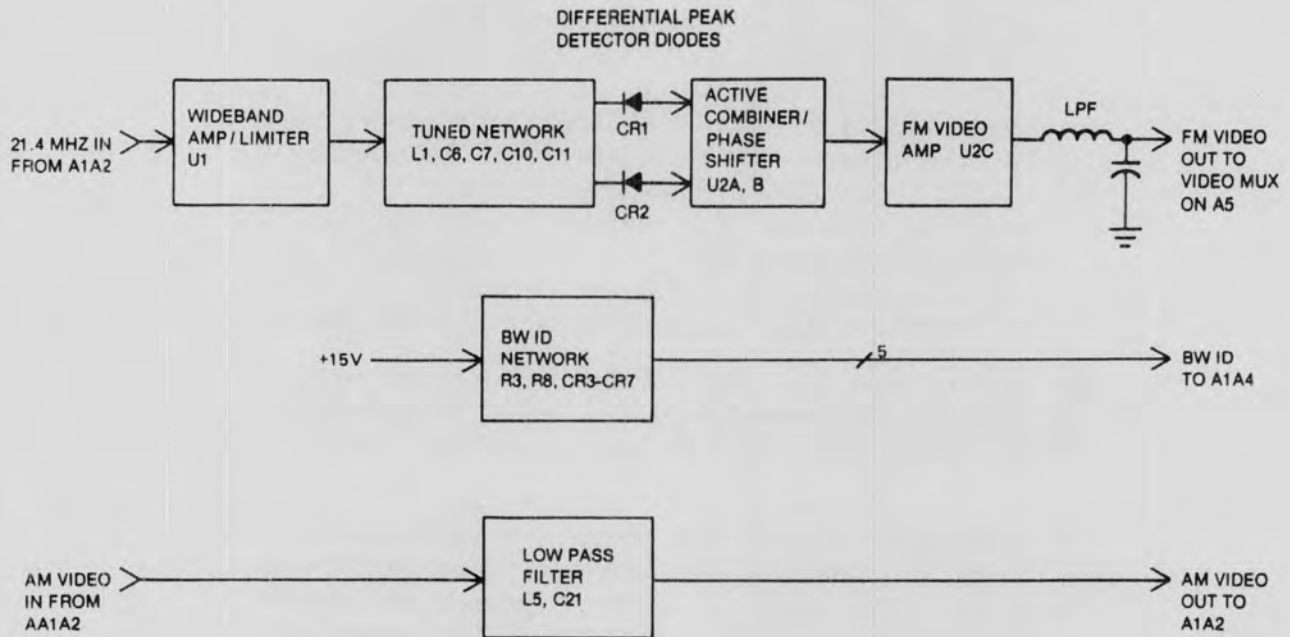 DIFFERENTIAL PEAK
DETECTOR DIODES
21.4 MHZ IN
FROM A1A2
WIDEBAND
AMP / LIMITER
U1
TUNED NETWORK
L1, C6, C7, C10, C11
CR1
CR2
ACTIVE
COMBINER /
PHASE
SHIFTER
U2A, B
FM VIDEO
AMP U2C
LPF
FM VIDEO
OUT TO
VIDEO MUX
ON A5
+15V
BW ID
NETWORK
R3, R8, CR3-CR7
5
BW ID
TO A1A4
AM VIDEO
IN FROM
AA1A2
LOW PASS
FILTER
L5, C21
AM VIDEO
OUT TO
A1A2